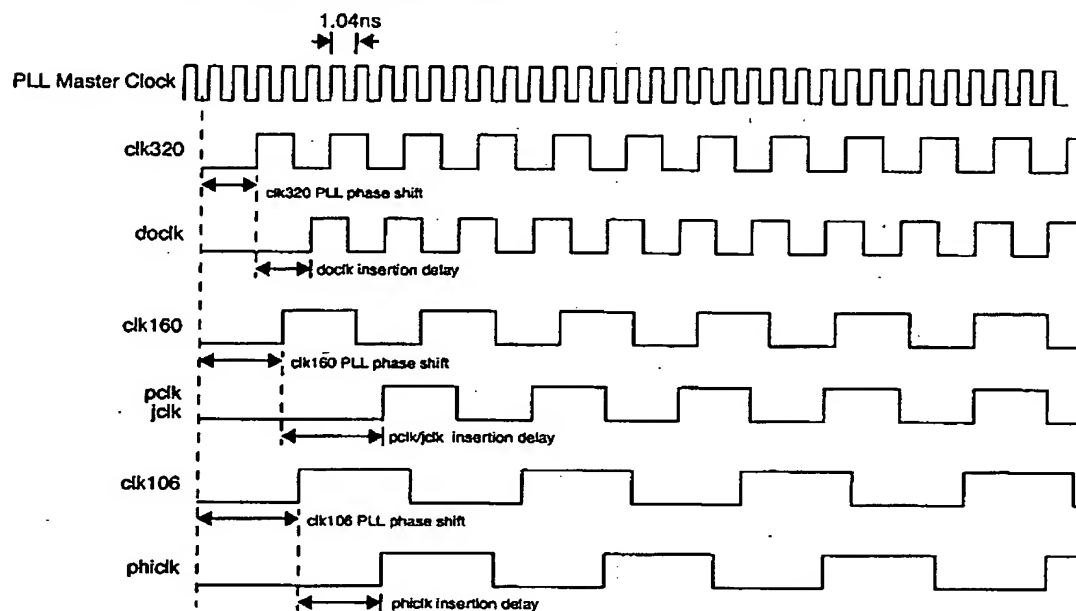 1.04ns
PLL Master Clock
clk320
clk320 PLL phase shift
doclk
doclk insertion delay
clk160
clk160 PLL phase shift
pclk
jclk
pclk/jclk insertion delay
clk106
clk106 PLL phase shift
phiclk
phiclk insertion delay